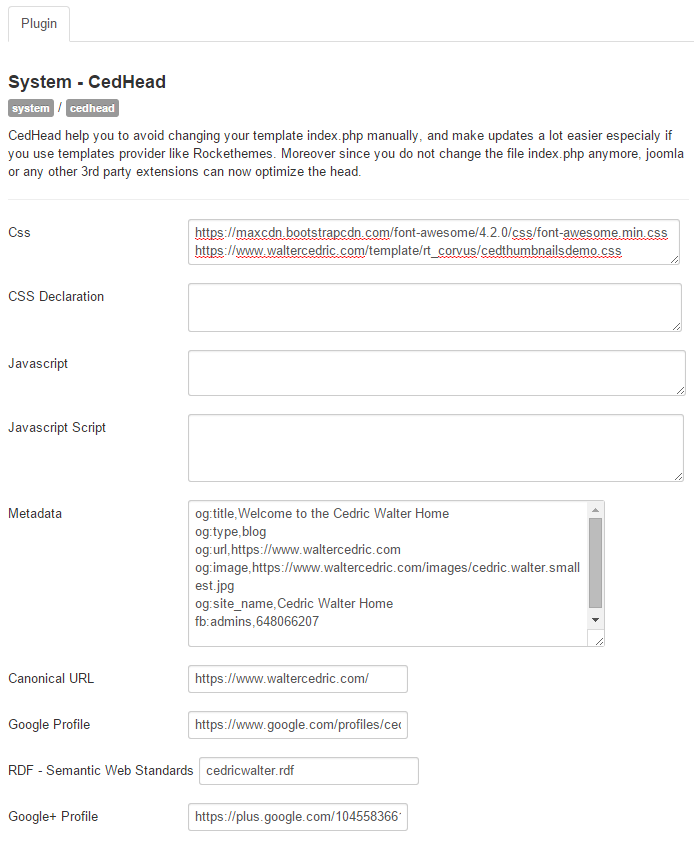 Plugin
System - CedHead
system / cedhead
CedHead help you to avoid changing your template index.php manually, and make updates a lot easier especialy if
you use templates provider like Rockethemes. Moreover since you do not change the file index.php anymore, joomla
or any other 3rd party extensions can now optimize the head.
Css
https://maxcdn.bootstrapcdn.com/font-awesome/4.2.0/css/font-awesome.min.css
https://www.waltercedric.com/template/rt_corvus/cedthumbnailsdemo.css
CSS Declaration
Javascript
Javascript Script
Metadata
og:title,Welcome to the Cedric Walter Home
og:type,blog
og:url,https://www.waltercedric.com
og:image,https://www.waltercedric.com/images/cedric.walter.small
est.jpg
og:site_name,Cedric Walter Home
fb:admins,648066207
Canonical URL https://www.waltercedric.com/
Google Profile https://www.google.com/profiles/ced
RDF - Semantic Web Standards cedricwalter.rdf
Google+ Profile https://plus.google.com/104558366